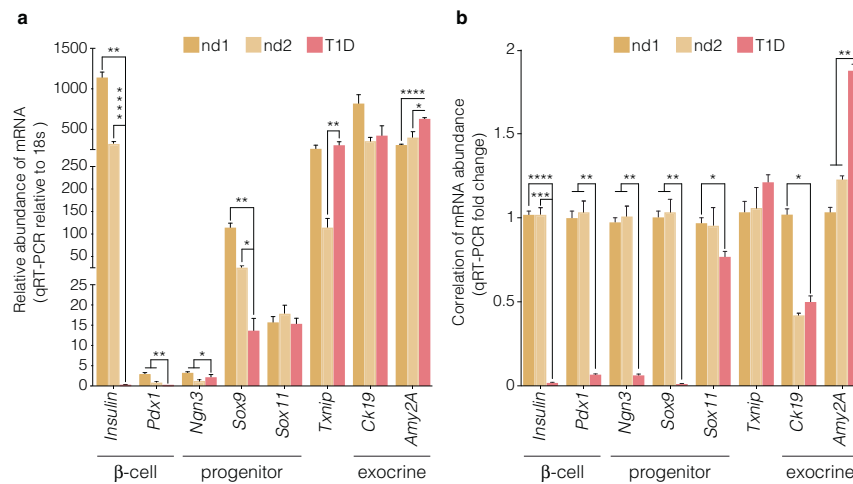 a
nd1 nd2 T1D
Relative abundance of mRNA
(qRT-PCR relative to 18s)
1500
1000
500
250
200
150
100
50
25
20
15
10
5
0
**
****
**
*
**
*
**
****
*
Insulin
Pdx1
Ngn3
Sox9
Sox11
Txnip
Ck19
Amy2A
β-cell
progenitor
exocrine
b
nd1 nd2 T1D
Correlation of mRNA abundance
(qRT-PCR fold change)
2
1.5
1
0.5
0
****
***
**
**
**
*
*
**
Insulin
Pdx1
Ngn3
Sox9
Sox11
Txnip
Ck19
Amy2A
β-cell
progenitor
exocrine